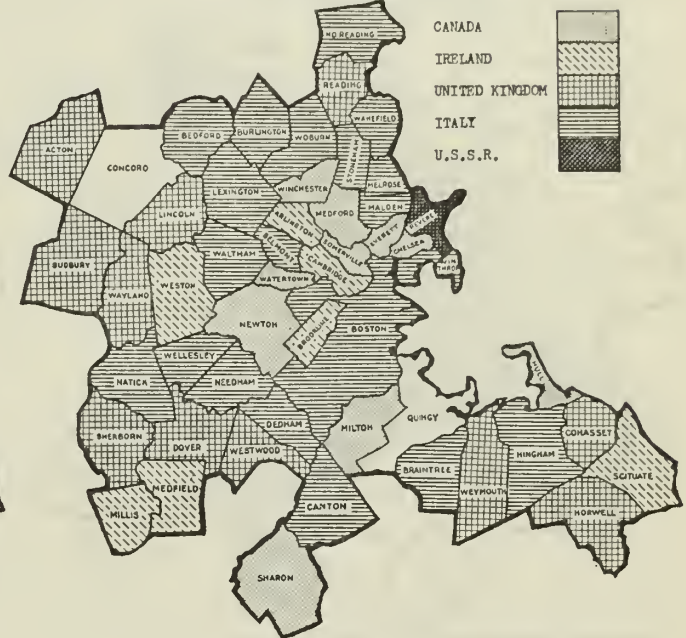 CANADA
IRELAND
UNITED KINGDOM
ITALY
U.S.S.R.
NO READING
READING
WAKEFIELD
BURLINGTON
BEDFORD
WOBURN
STONEHAM
ACTON
CONCORD
LEXINGTON
WINCHESTER
MELROSE
MALDEN
MEDFORD
REVERE
LINCOLN
ARLINGTON
EVERETT
SOMERVILLE
CHELSEA
BELMONT
CAMBRIDGE
WIN
THROP
SUDBURY
WALTHAM
WATERTOWN
WESTON
WAYLAND
NEWTON
BROOKLINE
BOSTON
WELLESLEY
NATICK
NEEDHAM
HULL
QUINCY
DEDHAM
MILTON
COHASSET
SHERBORN
DOVER
WESTWOOD
HINGHAM
BRAINTREE
WEYMOUTH
SCITUATE
MEDFIELD
MILLIS
CANTON
NORWELL
SHARON